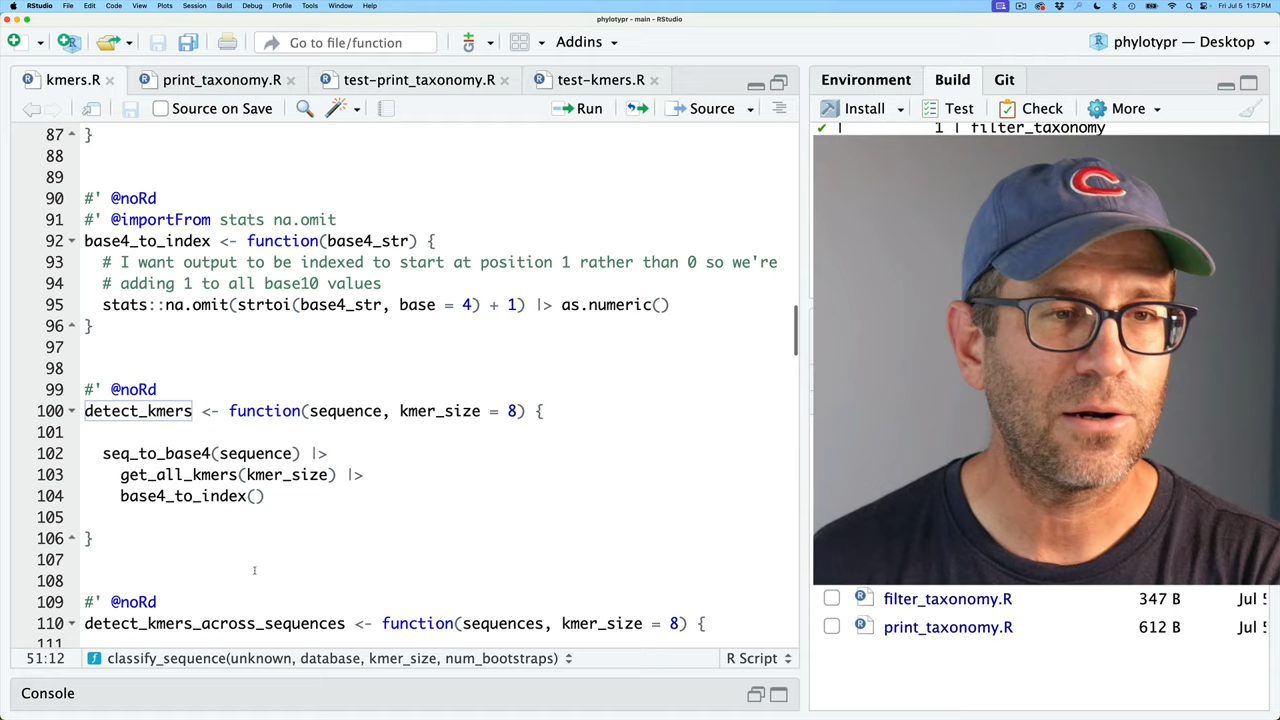 RStudio File Edit Code View Plots Session Build Debug Profile Tools Window Help Fri Jul 5 1:57 PM
phylotypr - main - RStudio
Go to file/function Addins phylotypr — Desktop
kmers.R print_taxonomy.R test-print_taxonomy.R test-kmers.R
Source on Save Run Source
87 }
88
89
90 #' @noRd
91 #' @importFrom stats na.omit
92 base4_to_index <- function(base4_str) {
93 # I want output to be indexed to start at position 1 rather than 0 so we're
94 # adding 1 to all base10 values
95 stats::na.omit(strtoi(base4_str, base = 4) + 1) |> as.numeric()
96 }
97
98
99 #' @noRd
100 detect_kmers <- function(sequence, kmer_size = 8) {
101
102 seq_to_base4(sequence) |>
103 get_all_kmers(kmer_size) |>
104 base4_to_index()
105
106 }
107
108
109 #' @noRd
110 detect_kmers_across_sequences <- function(sequences, kmer_size = 8) {
111
51:12 classify_sequence(unknown, database, kmer_size, num_bootstraps) R Script
Console
Environment Build Git
Install Test Check More
✔ | 1 | filter_taxonomy
C
filter_taxonomy.R 347 B Jul 5
print_taxonomy.R 612 B Jul 5